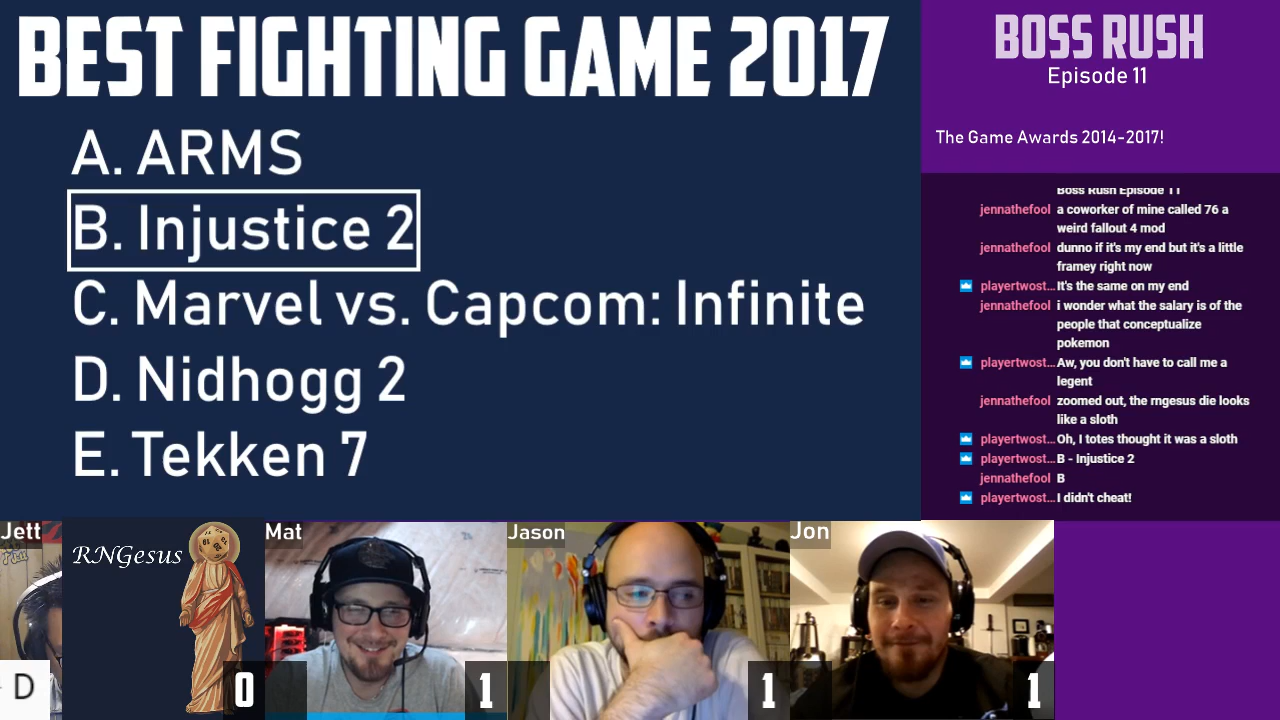 BEST FIGHTING GAME 2017
A. ARMS
B. Injustice 2
C. Marvel vs. Capcom: Infinite
D. Nidhogg 2
E. Tekken 7
BOSS RUSH
Episode 11
The Game Awards 2014-2017!
Boss Rush Episode 11
jennathefool a coworker of mine called 76 a
weird fallout 4 mod
jennathefool dunno if it's my end but it's a little
framey right now
playertwost... It's the same on my end
jennathefool i wonder what the salary is of the
people that conceptualize
pokemon
playertwost... Aw, you don't have to call me a
legent
jennathefool zoomed out, the rngesus die looks
like a sloth
playertwost... Oh, I totes thought it was a sloth
playertwost... B - Injustice 2
jennathefool B
playertwost... I didn't cheat!
Jett
RNGesus
Mat
Jason
Jon
D
0
1
1
1